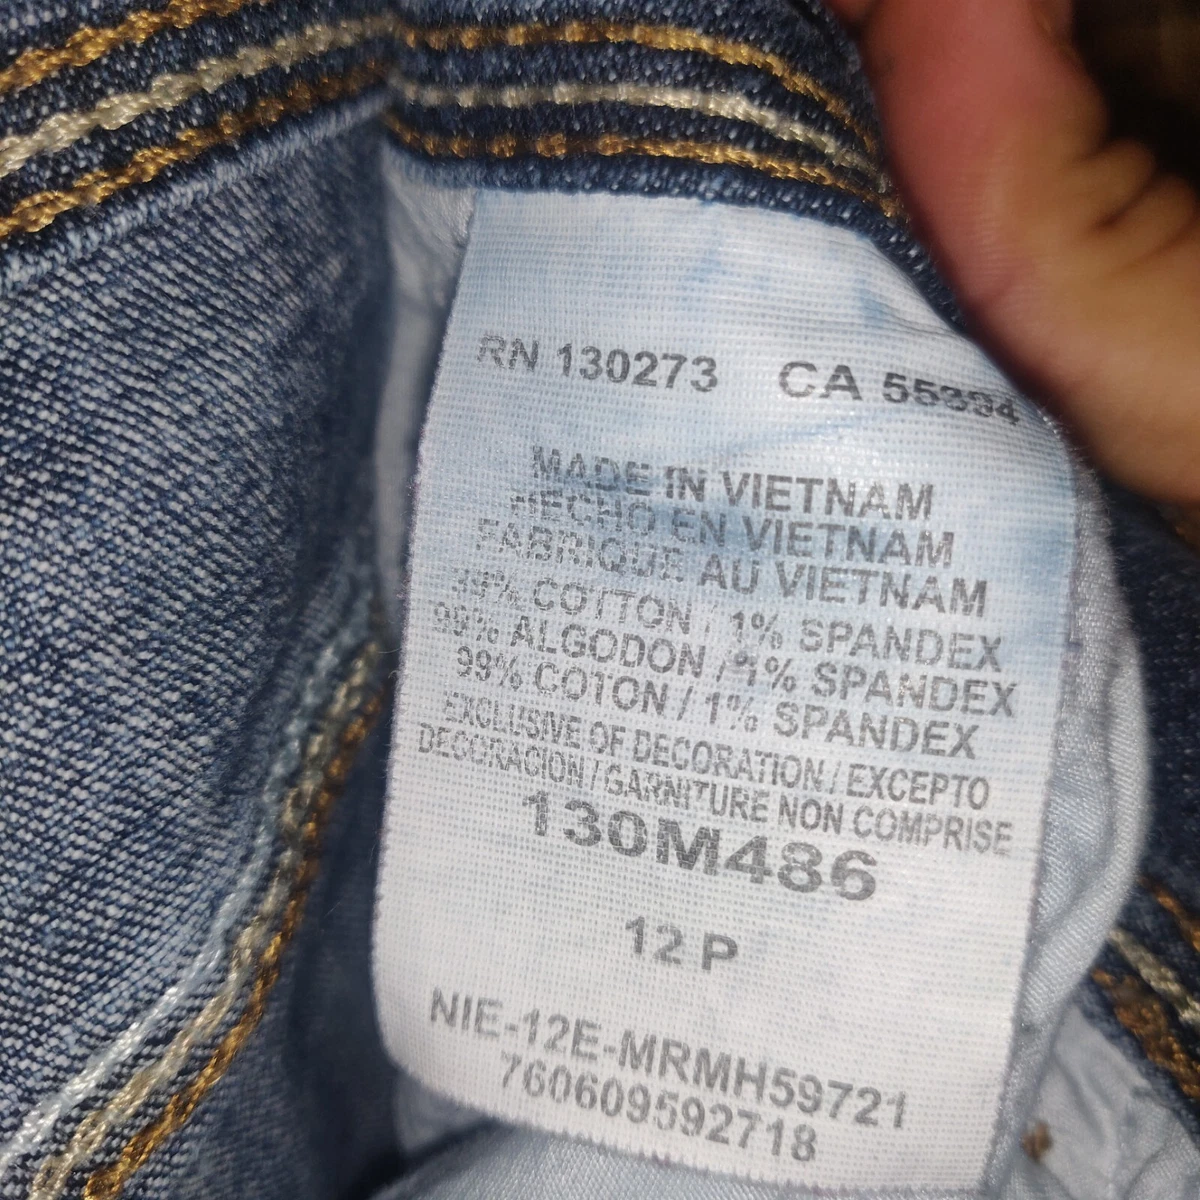 RN 130273 CA 55394
MADE IN VIETNAM
HECHO EN VIETNAM
FABRIQUE AU VIETNAM
99% COTTON / 1% SPANDEX
99% ALGODON / 1% SPANDEX
99% COTON / 1% SPANDEX
EXCLUSIVE OF DECORATION / EXCEPTO
DECORACION / GARNITURE NON COMPRISE
130M486
12 P
NIE-12E-MRMH59721
760609592718